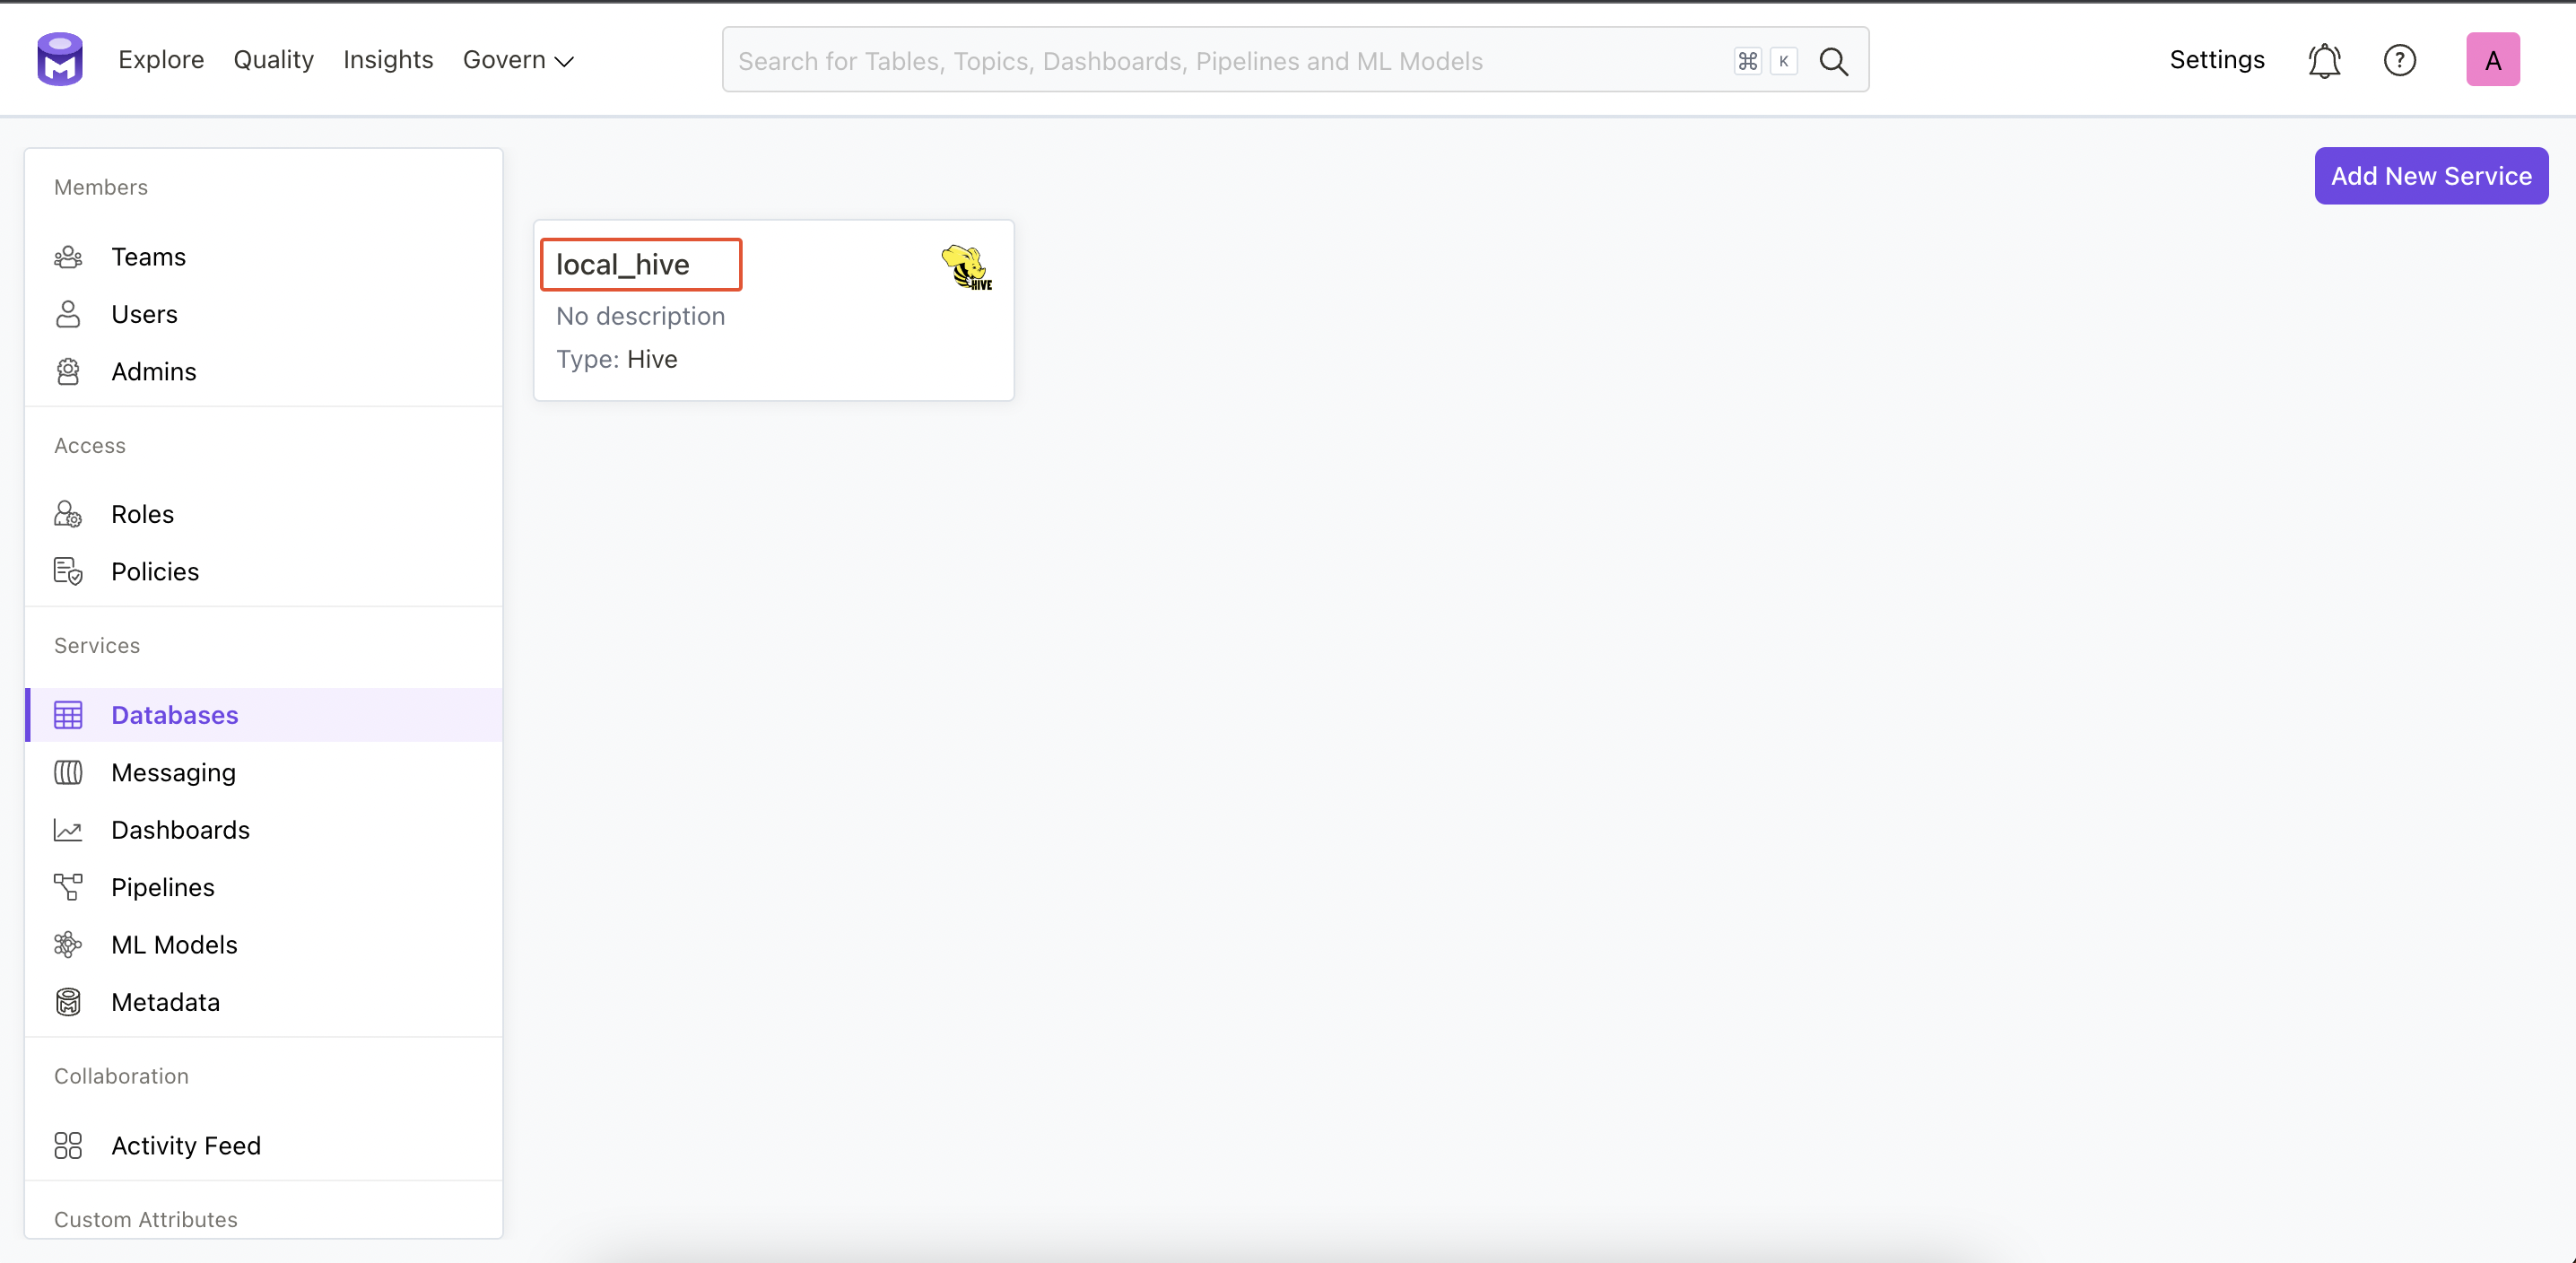 Explore Quality Insights Govern
Search for Tables, Topics, Dashboards, Pipelines and ML Models
⌘ K
Settings
?
A
Members
Teams
Users
Admins
Access
Roles
Policies
Services
Databases
Messaging
Dashboards
Pipelines
ML Models
Metadata
Collaboration
Activity Feed
Custom Attributes
Add New Service
local_hive
HIVE
No description
Type: Hive